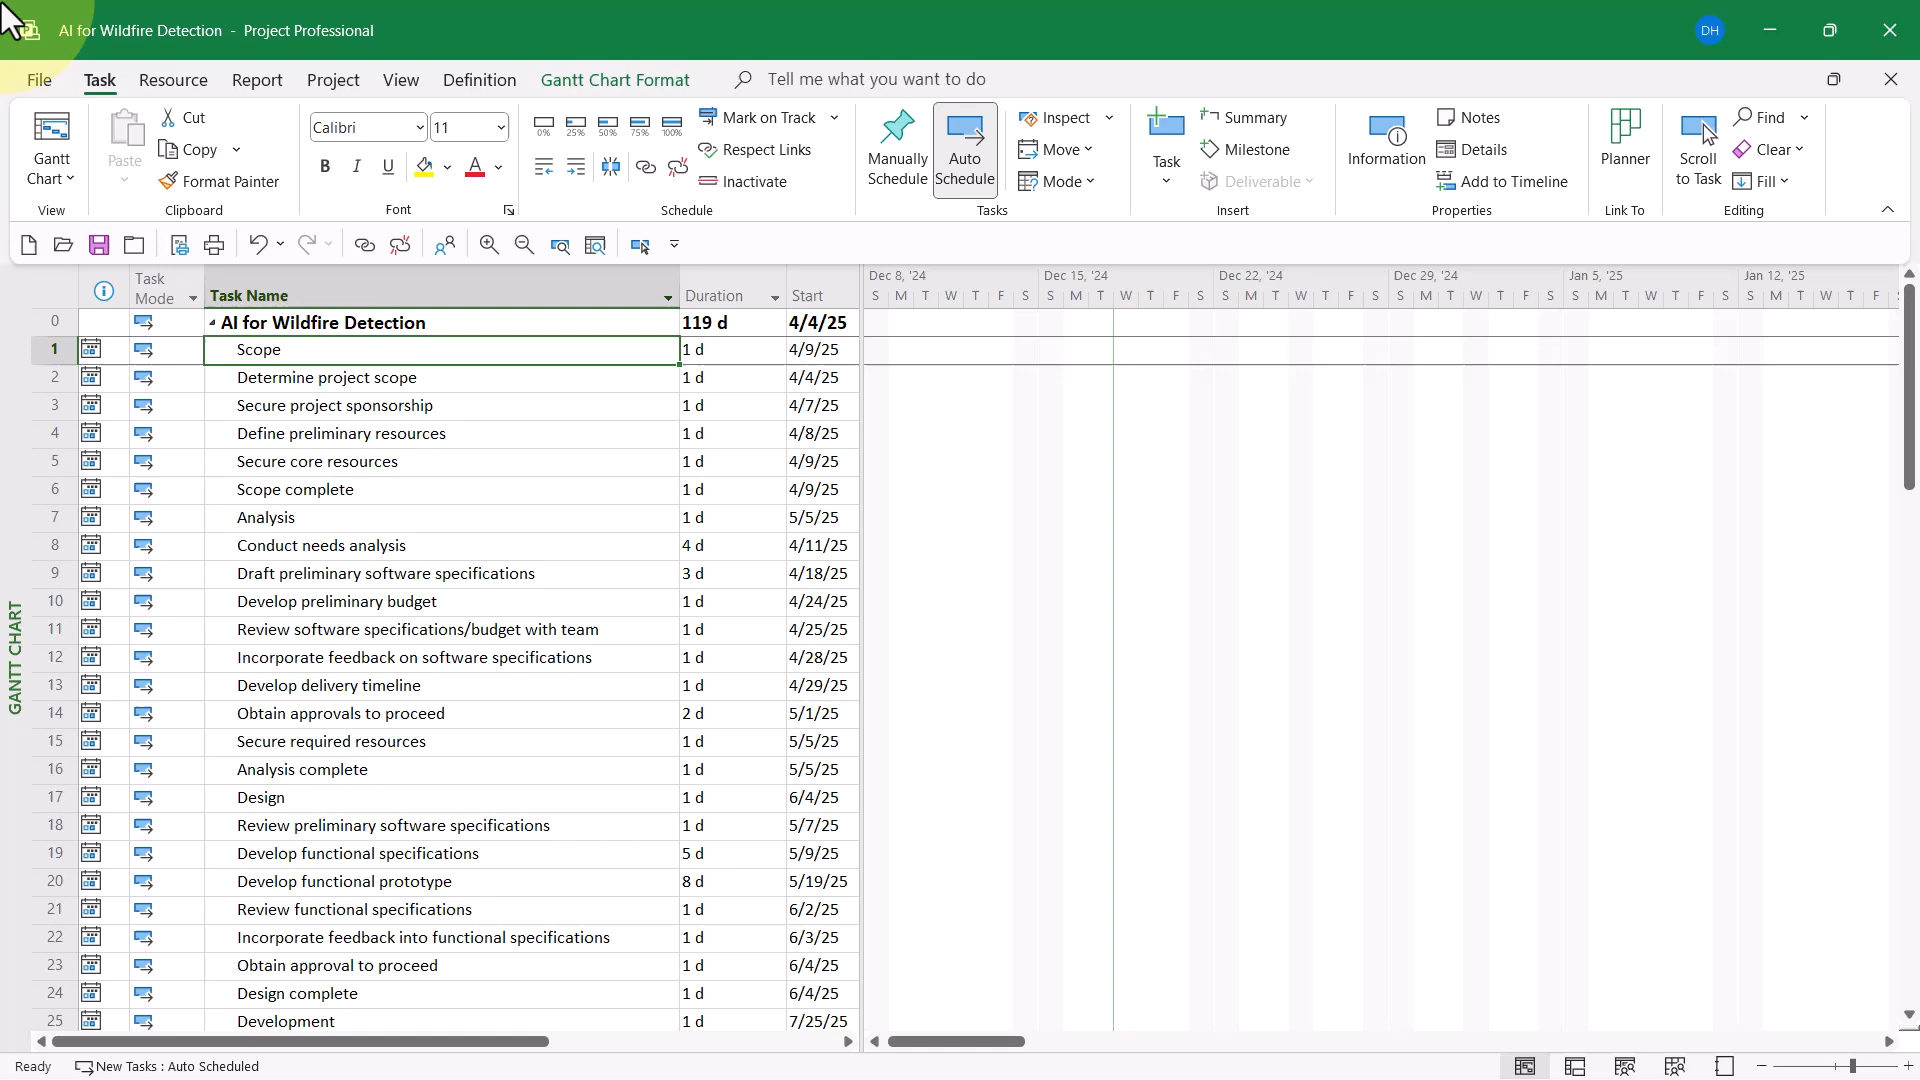 AI for Wildfire Detection - Project Professional
DH
File Task Resource Report Project View Definition Gantt Chart Format Tell me what you want to do
Gantt Chart
View
Paste
Cut
Copy
Format Painter
Clipboard
Calibri 11
B I U A
Font
0% 25% 50% 75% 100%
Mark on Track
Respect Links
Inactivate
Schedule
Manually Schedule
Auto Schedule
Inspect
Move
Mode
Tasks
Task
Summary
Milestone
Deliverable
Insert
Information
Notes
Details
Add to Timeline
Properties
Planner
Link To
Scroll to Task
Find
Clear
Fill
Editing
Task Mode Task Name Duration Start
Dec 8, '24 Dec 15, '24 Dec 22, '24 Dec 29, '24 Jan 5, '25 Jan 12, '25
S M T W T F S S M T W T F S S M T W T F S S M T W T F S S M T W T F S S M T W T F
0 AI for Wildfire Detection 119 d 4/4/25
1 Scope 1 d 4/9/25
2 Determine project scope 1 d 4/4/25
3 Secure project sponsorship 1 d 4/7/25
4 Define preliminary resources 1 d 4/8/25
5 Secure core resources 1 d 4/9/25
6 Scope complete 1 d 4/9/25
7 Analysis 1 d 5/5/25
8 Conduct needs analysis 4 d 4/11/25
9 Draft preliminary software specifications 3 d 4/18/25
10 Develop preliminary budget 1 d 4/24/25
11 Review software specifications/budget with team 1 d 4/25/25
12 Incorporate feedback on software specifications 1 d 4/28/25
13 Develop delivery timeline 1 d 4/29/25
14 Obtain approvals to proceed 2 d 5/1/25
15 Secure required resources 1 d 5/5/25
16 Analysis complete 1 d 5/5/25
17 Design 1 d 6/4/25
18 Review preliminary software specifications 1 d 5/7/25
19 Develop functional specifications 5 d 5/9/25
20 Develop functional prototype 8 d 5/19/25
21 Review functional specifications 1 d 6/2/25
22 Incorporate feedback into functional specifications 1 d 6/3/25
23 Obtain approval to proceed 1 d 6/4/25
24 Design complete 1 d 6/4/25
25 Development 1 d 7/25/25
GANTT CHART
Ready New Tasks : Auto Scheduled